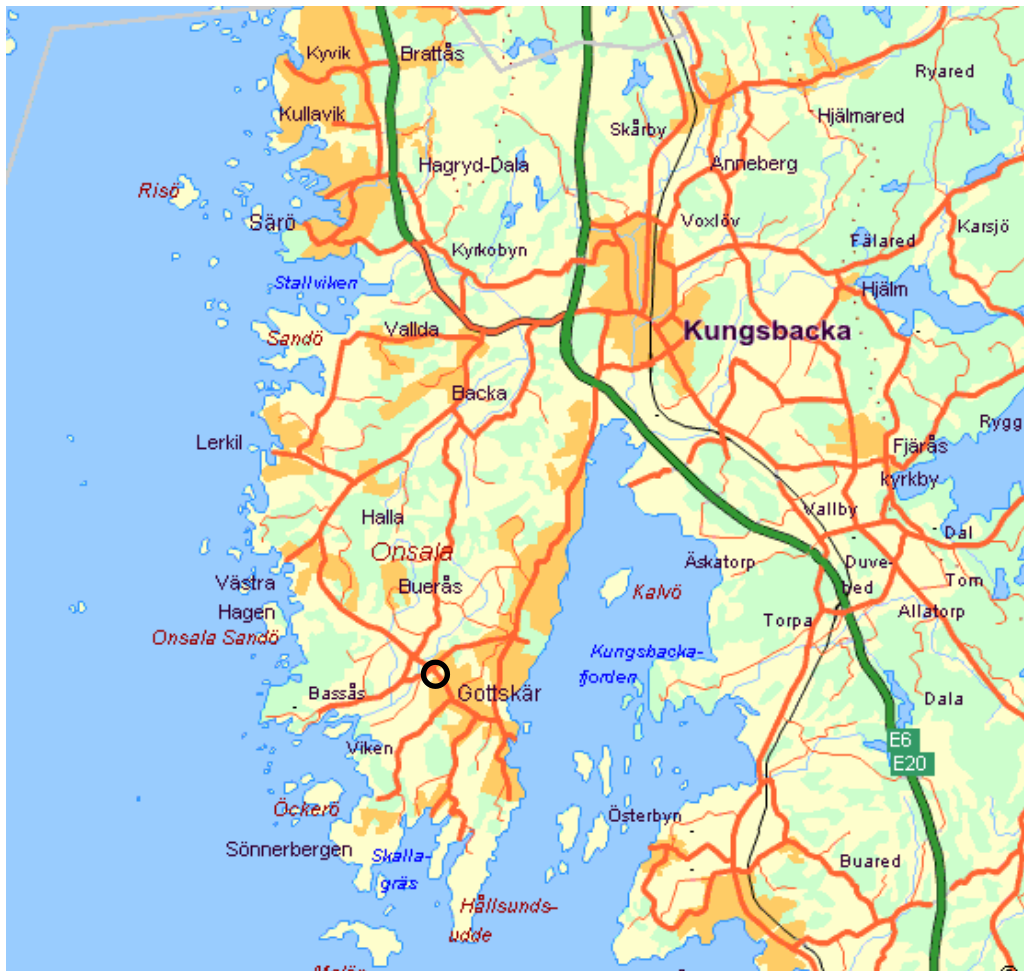 Kyvik
Brattås
Ryared
Kullavik
Skårby
Hjälmared
Hagryd-Dala
Anneberg
Risö
Särö
Voxlöv
Karsjö
Kyrkobyn
Fälared
Stallviken
Hjälm
Sandö
Vallda
Kungsbacka
Backa
Rygg
Lerkil
Fjärås
kyrkby
Halla
Vallby
Onsala
Dal
Äskatorp
Duve-
bed
Västra
Hagen
Buerås
Kalvö
Tom
Torpa
Allatorp
Onsala Sandö
Kungsbacka-
fjorden
Bassås
Gottskär
Dala
Viken
E6
E20
Öckerö
Österbyn
Sönnerbergen
Skalla-
gräs
Buared
Hållsunds-
udde